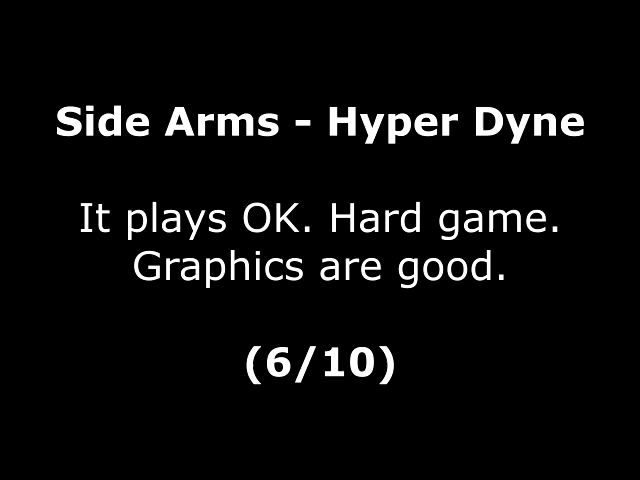 Side Arms - Hyper Dyne
It plays OK. Hard game.
Graphics are good.
(6/10)